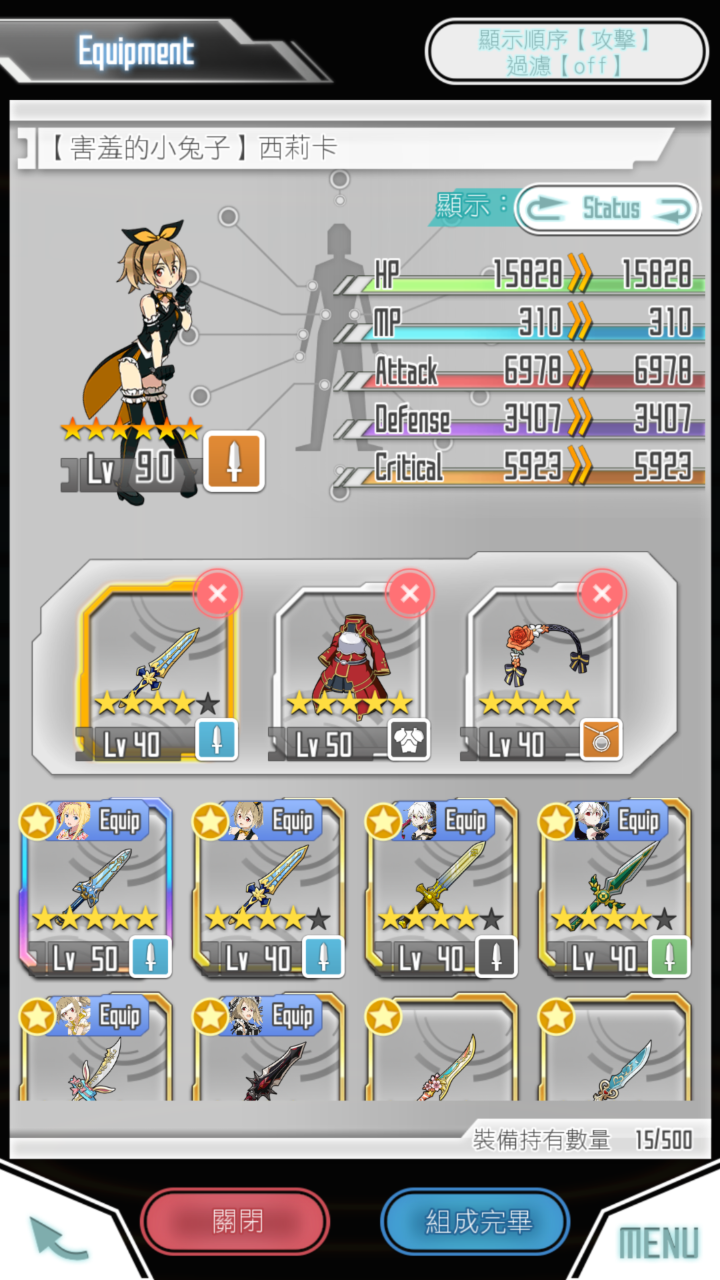 Equipment
顯示順序【攻擊】
過濾【off】
【害羞的小兔子】西莉卡
顯示：
Status
HP 15828 15828
MP 310 310
Attack 6978 6978
Defense 3407 3407
Critical 5923 5923
Lv 90
Lv 40
Lv 50
Lv 40
Equip
Equip
Equip
Equip
Lv 50
Lv 40
Lv 40
Lv 40
Equip
Equip
裝備持有數量 15/500
關閉
組成完畢
MENU